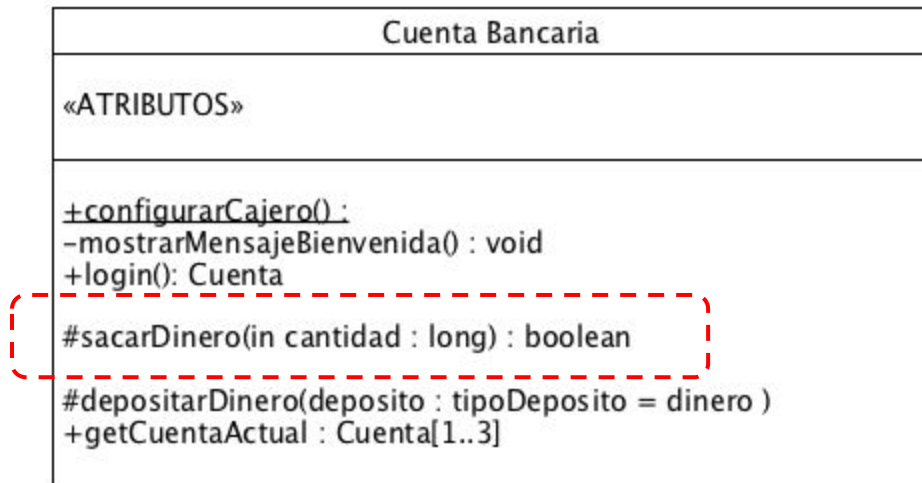 Cuenta Bancaria
«ATRIBUTOS»
+configurarCajero() :
-mostrarMensajeBienvenida() : void
+login(): Cuenta
#sacarDinero(in cantidad : long) : boolean
#depositarDinero(deposito : tipoDeposito = dinero )
+getCuentaActual : Cuenta[1..3]